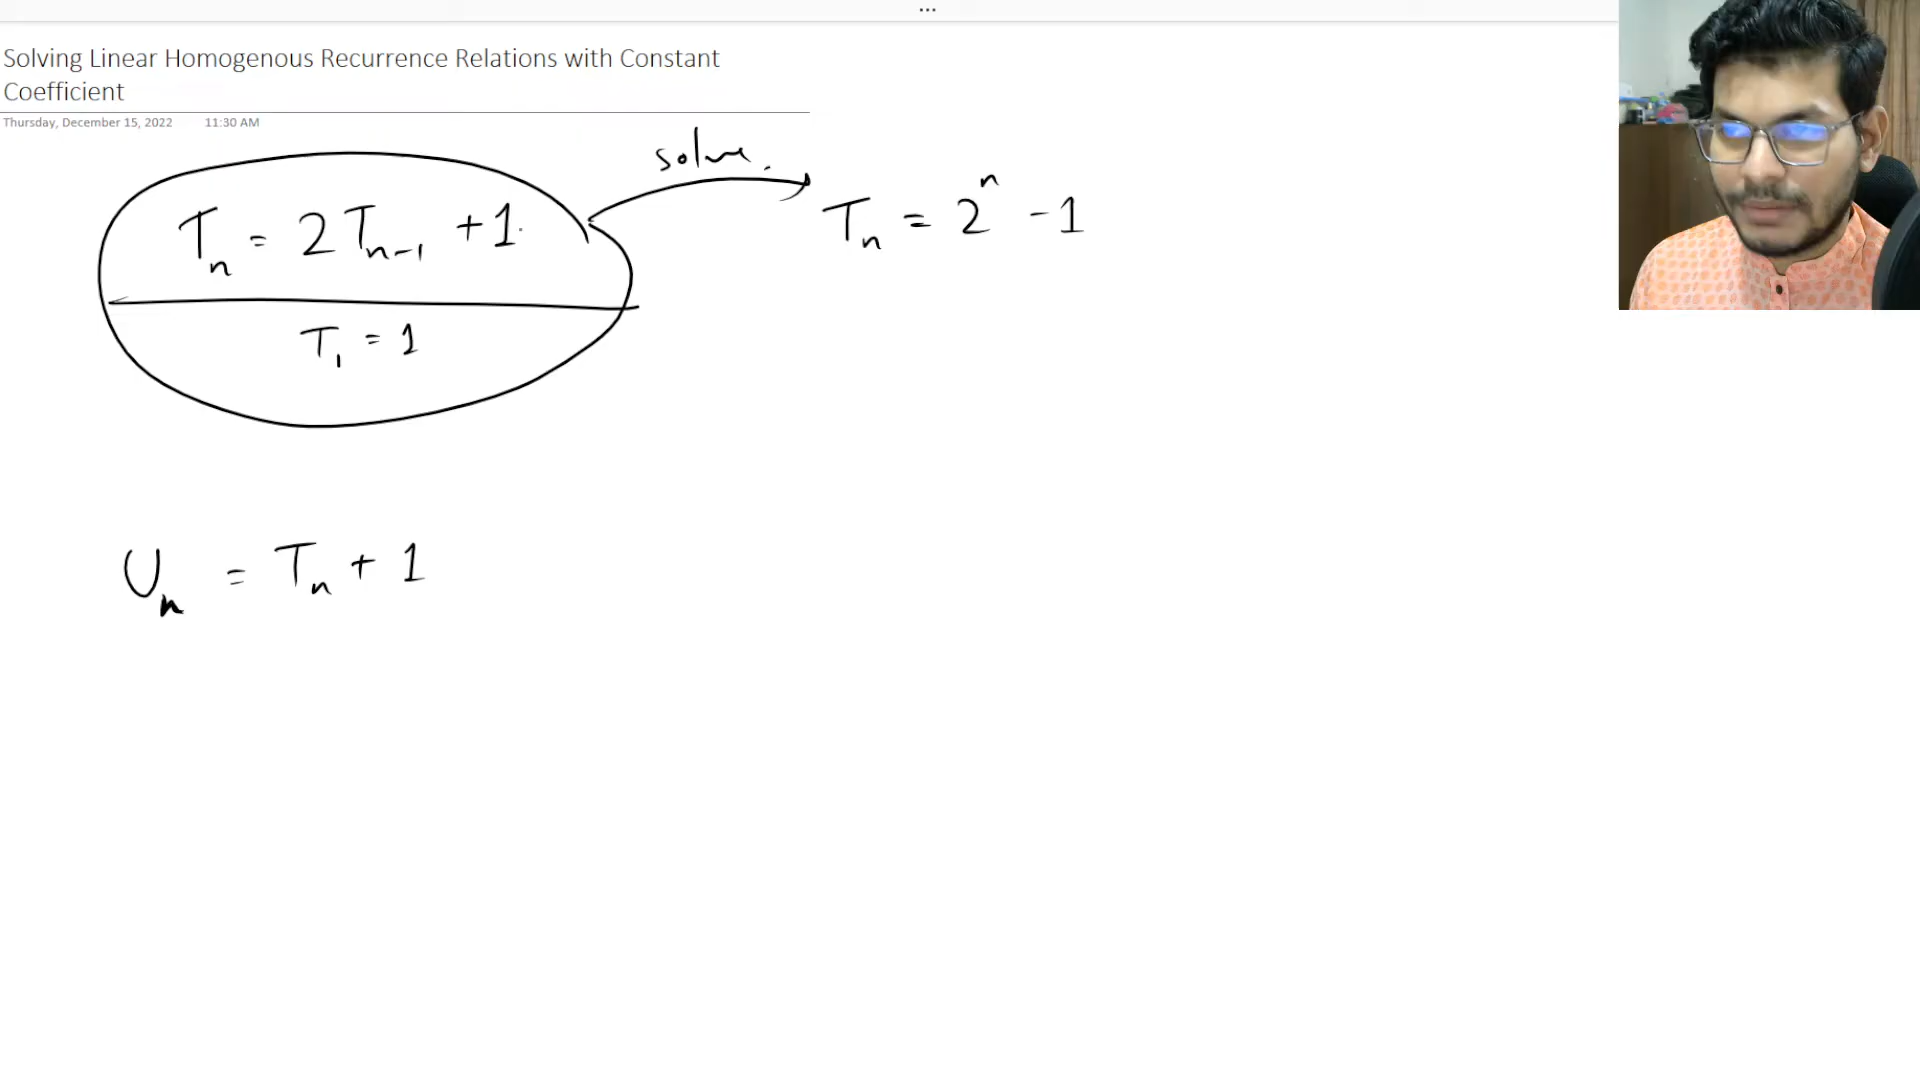 Solving Linear Homogenous Recurrence Relations with Constant
Coefficient
Thursday, December 15, 2022 11:30 AM
solve.
Tₙ = 2Tₙ₋₁ + 1
Tₙ = 2ⁿ - 1
T₁ = 1
Uₙ = Tₙ + 1